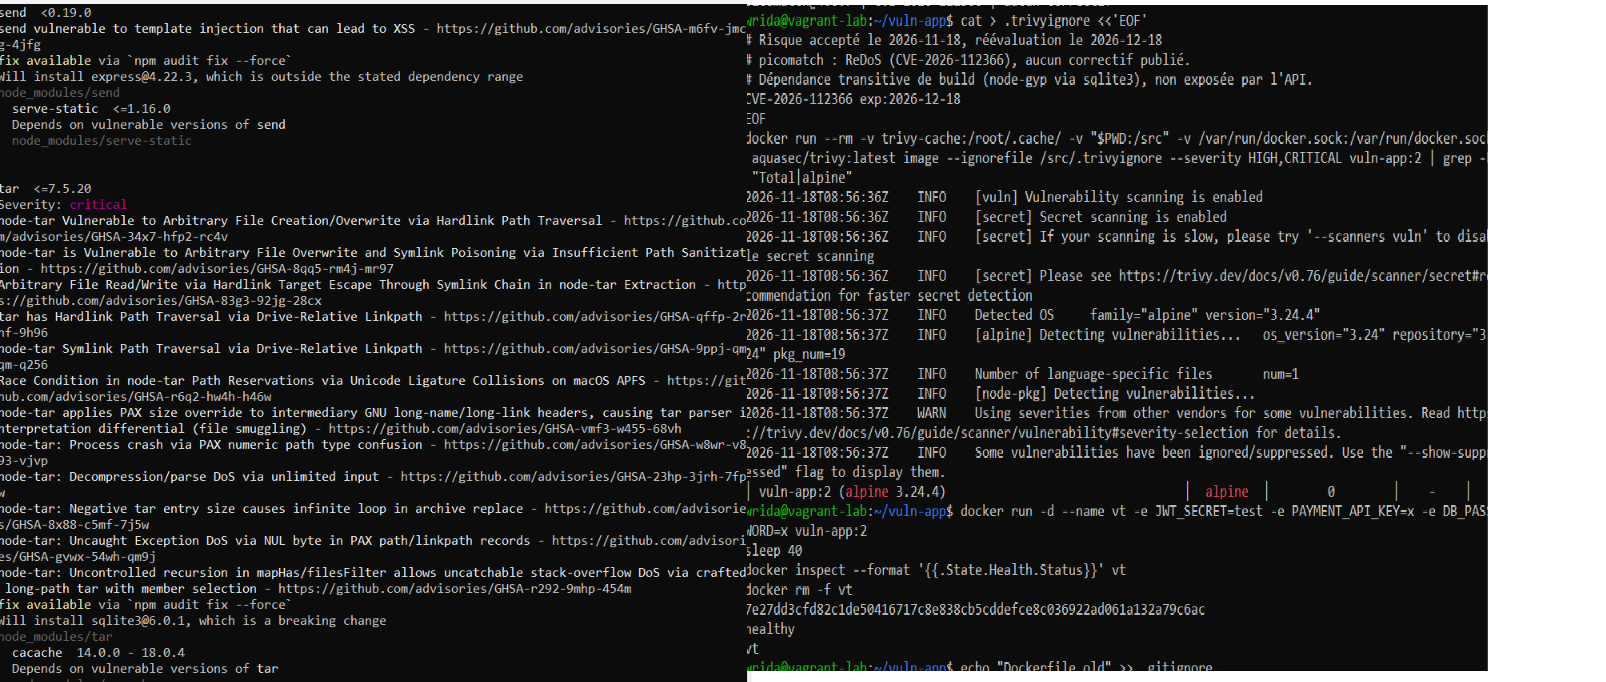 send  <0.19.0
send vulnerable to template injection that can lead to XSS - https://github.com/advisories/GHSA-m6fv-jmc
g-4jfg
fix available via `npm audit fix --force`
Will install express@4.22.3, which is outside the stated dependency range
node_modules/send
serve-static  <=1.16.0
Depends on vulnerable versions of send
node_modules/serve-static
tar  <=7.5.20
Severity: critical
node-tar Vulnerable to Arbitrary File Creation/Overwrite via Hardlink Path Traversal - https://github.co
m/advisories/GHSA-34x7-hfp2-rc4v
node-tar is Vulnerable to Arbitrary File Overwrite and Symlink Poisoning via Insufficient Path Sanitizat
ion - https://github.com/advisories/GHSA-8qq5-rm4j-mr97
Arbitrary File Read/Write via Hardlink Target Escape Through Symlink Chain in node-tar Extraction - http
s://github.com/advisories/GHSA-83g3-92jg-28cx
tar has Hardlink Path Traversal via Drive-Relative Linkpath - https://github.com/advisories/GHSA-qffp-2r
hf-9h96
node-tar Symlink Path Traversal via Drive-Relative Linkpath - https://github.com/advisories/GHSA-9ppj-qm
qm-q256
Race Condition in node-tar Path Reservations via Unicode Ligature Collisions on macOS APFS - https://git
hub.com/advisories/GHSA-r6q2-hw4h-h46w
node-tar applies PAX size override to intermediary GNU long-name/long-link headers, causing tar parser i
nterpretation differential (file smuggling) - https://github.com/advisories/GHSA-vmf3-w455-68vh
node-tar: Process crash via PAX numeric path type confusion - https://github.com/advisories/GHSA-w8wr-v8
93-vjvp
node-tar: Decompression/parse DoS via unlimited input - https://github.com/advisories/GHSA-23hp-3jrh-7fp
w
node-tar: Negative tar entry size causes infinite loop in archive replace - https://github.com/advisorie
s/GHSA-8x88-c5mf-7j5w
node-tar: Uncaught Exception DoS via NUL byte in PAX path/linkpath records - https://github.com/advisori
es/GHSA-gvwx-54wh-qm9j
node-tar: Uncontrolled recursion in mapHas/filesFilter allows uncatchable stack-overflow DoS via crafted
long-path tar with member selection - https://github.com/advisories/GHSA-r292-9mhp-454m
fix available via `npm audit fix --force`
Will install sqlite3@6.0.1, which is a breaking change
node_modules/tar
cacache  14.0.0 - 18.0.4
Depends on vulnerable versions of tar
wrida@vagrant-lab:~/vuln-app$ cat > .trivyignore <<'EOF'
# Risque accepté le 2026-11-18, réévaluation le 2026-12-18
# picomatch : ReDoS (CVE-2026-112366), aucun correctif publié.
# Dépendance transitive de build (node-gyp via sqlite3), non exposée par l'API.
CVE-2026-112366 exp:2026-12-18
EOF
docker run --rm -v trivy-cache:/root/.cache/ -v "$PWD:/src" -v /var/run/docker.sock:/var/run/docker.soc
aquasec/trivy:latest image --ignorefile /src/.trivyignore --severity HIGH,CRITICAL vuln-app:2 | grep -
"Total|alpine"
2026-11-18T08:56:36Z    INFO    [vuln] Vulnerability scanning is enabled
2026-11-18T08:56:36Z    INFO    [secret] Secret scanning is enabled
2026-11-18T08:56:36Z    INFO    [secret] If your scanning is slow, please try '--scanners vuln' to disab
le secret scanning
2026-11-18T08:56:36Z    INFO    [secret] Please see https://trivy.dev/docs/v0.76/guide/scanner/secret#re
commendation for faster secret detection
2026-11-18T08:56:37Z    INFO    Detected OS     family="alpine" version="3.24.4"
2026-11-18T08:56:37Z    INFO    [alpine] Detecting vulnerabilities...   os_version="3.24" repository="3
24" pkg_num=19
2026-11-18T08:56:37Z    INFO    Number of language-specific files       num=1
2026-11-18T08:56:37Z    INFO    [node-pkg] Detecting vulnerabilities...
2026-11-18T08:56:37Z    WARN    Using severities from other vendors for some vulnerabilities. Read http
://trivy.dev/docs/v0.76/guide/scanner/vulnerability#severity-selection for details.
2026-11-18T08:56:37Z    INFO    Some vulnerabilities have been ignored/suppressed. Use the "--show-supp
essed" flag to display them.
│ vuln-app:2 (alpine 3.24.4) │ alpine │ 0 │ - │
wrida@vagrant-lab:~/vuln-app$ docker run -d --name vt -e JWT_SECRET=test -e PAYMENT_API_KEY=x -e DB_PAS
WORD=x vuln-app:2
sleep 40
docker inspect --format '{{.State.Health.Status}}' vt
docker rm -f vt
7e27dd3cfd82c1de50416717c8e838cb5cddefce8c036922ad061a132a79c6ac
healthy
vt
wrida@vagrant-lab:~/vuln-app$ echo "Dockerfile.old" >> .gitignore